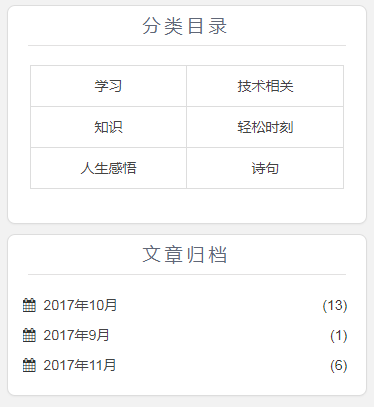 分类目录
学习 技术相关
知识 轻松时刻
人生感悟 诗句
文章归档
2017年10月 (13)
2017年9月 (1)
2017年11月 (6)